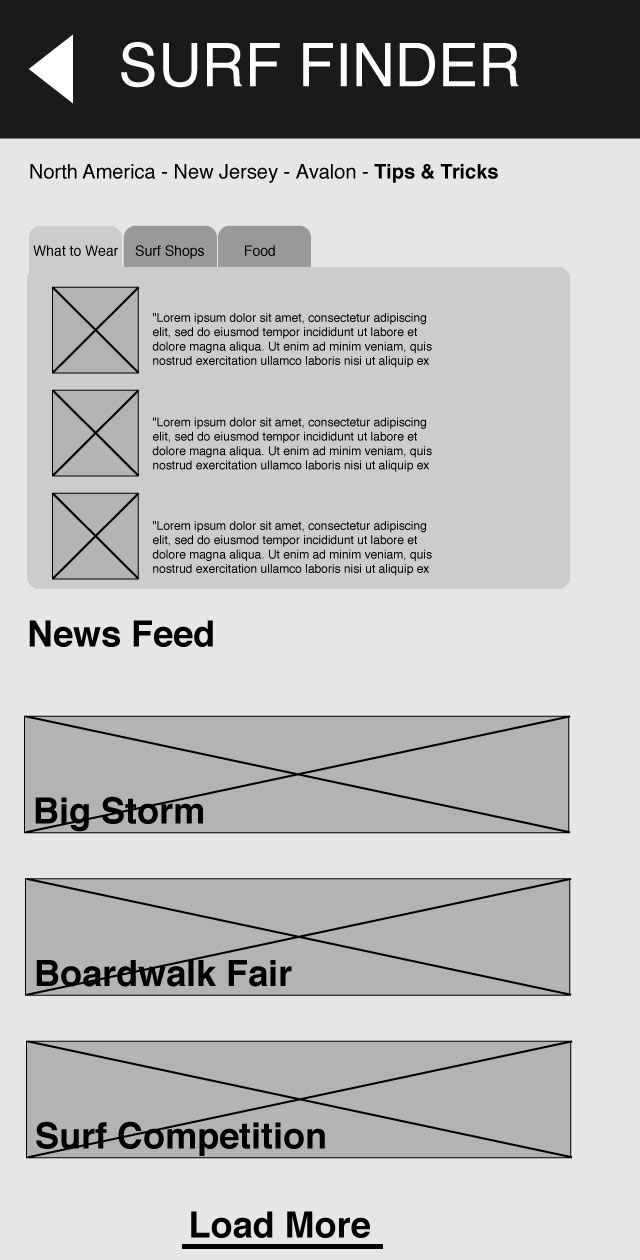 SURF FINDER
North America - New Jersey - Avalon - Tips & Tricks
What to Wear Surf Shops Food
"Lorem ipsum dolor sit amet, consectetur adipiscing
elit, sed do eiusmod tempor incididunt ut labore et
dolore magna aliqua. Ut enim ad minim veniam, quis
nostrud exercitation ullamco laboris nisi ut aliquip ex
"Lorem ipsum dolor sit amet, consectetur adipiscing
elit, sed do eiusmod tempor incididunt ut labore et
dolore magna aliqua. Ut enim ad minim veniam, quis
nostrud exercitation ullamco laboris nisi ut aliquip ex
"Lorem ipsum dolor sit amet, consectetur adipiscing
elit, sed do eiusmod tempor incididunt ut labore et
dolore magna aliqua. Ut enim ad minim veniam, quis
nostrud exercitation ullamco laboris nisi ut aliquip ex
News Feed
Big Storm
Boardwalk Fair
Surf Competition
Load More